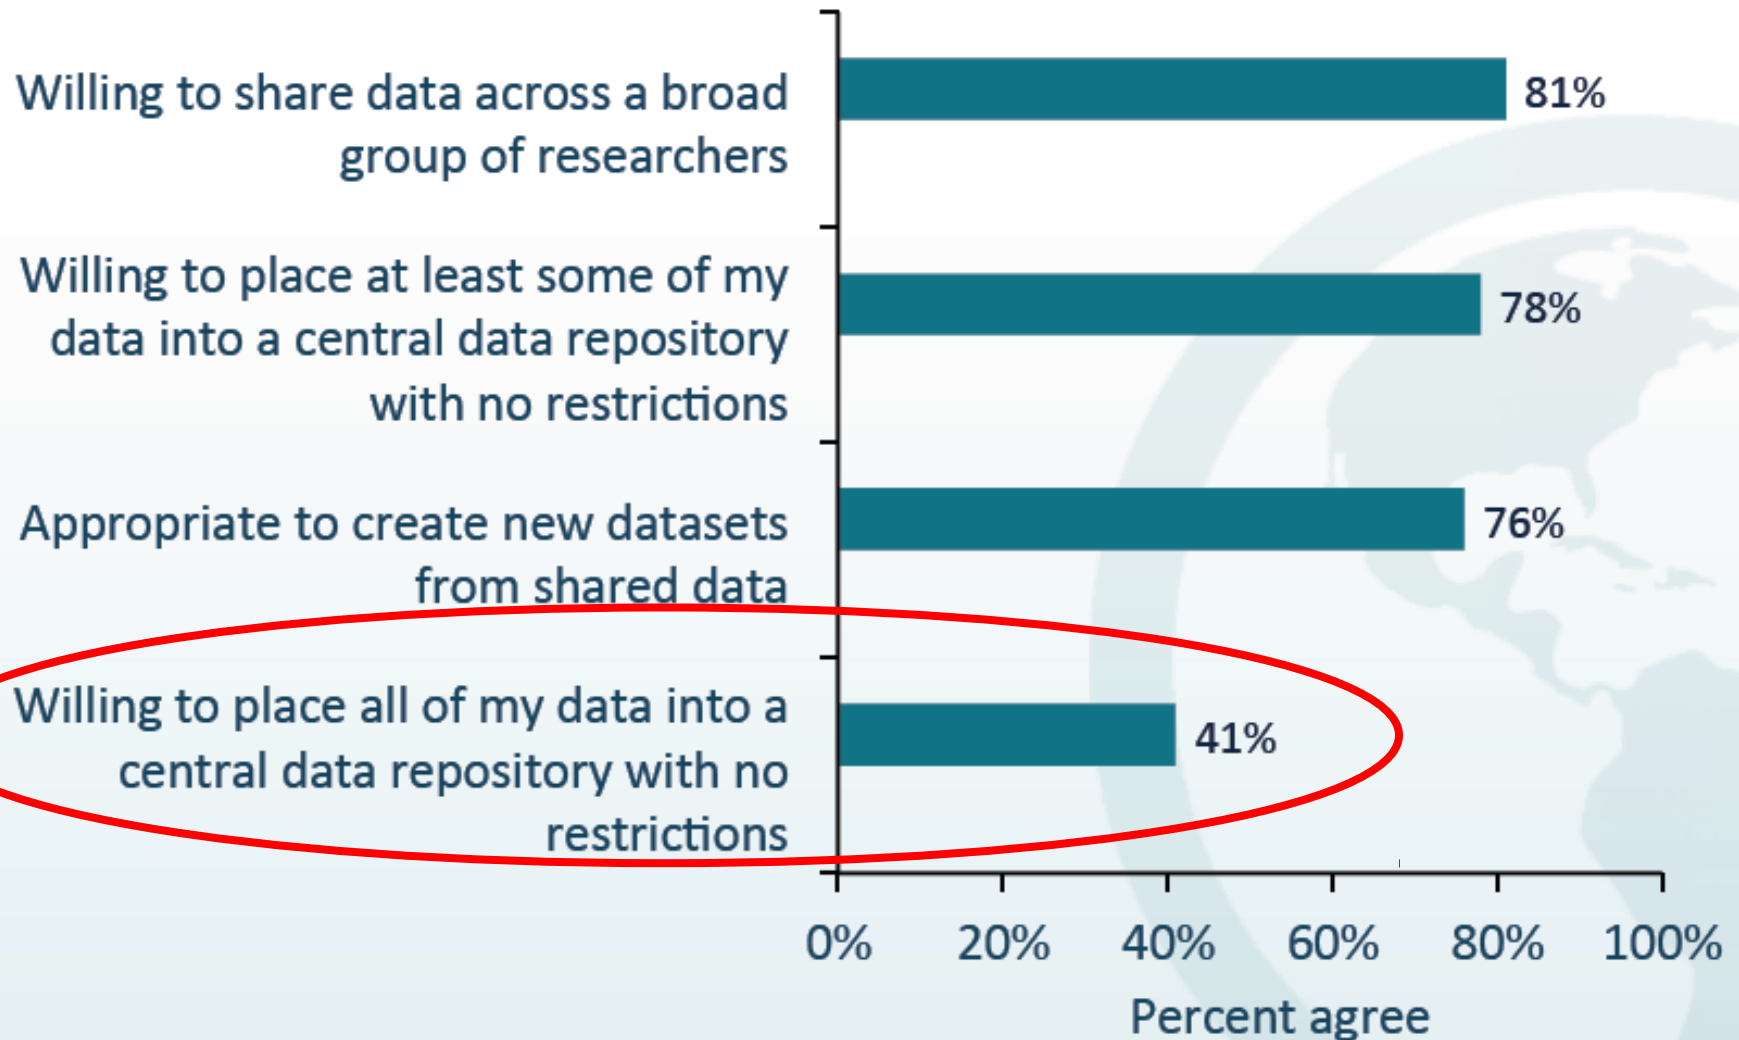 Willing to share data across a broad
group of researchers
81%
Willing to place at least some of my
data into a central data repository
with no restrictions
78%
Appropriate to create new datasets
from shared data
76%
Willing to place all of my data into a
central data repository with no
restrictions
41%
0% 20% 40% 60% 80% 100%
Percent agree